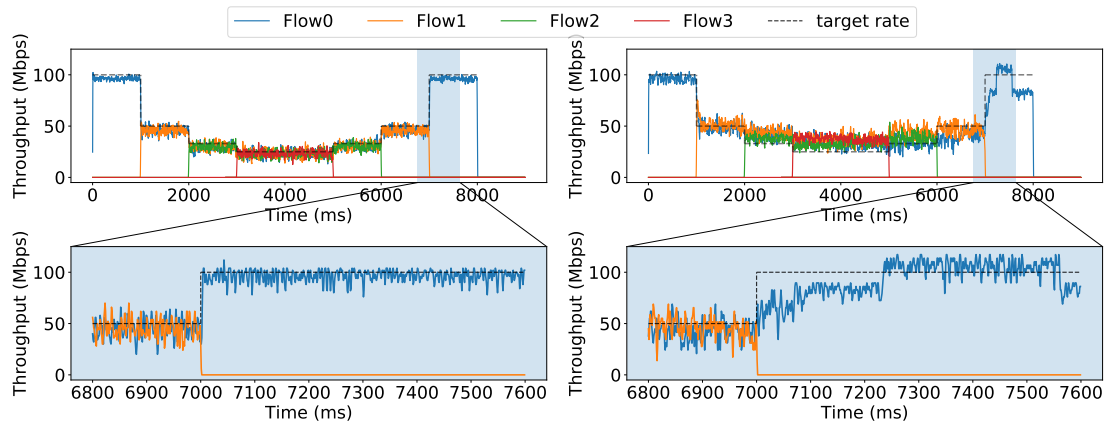 Flow0 Flow1 Flow2 Flow3 target rate
Throughput (Mbps)
100
50
0
0 2000 4000 6000 8000
Time (ms)
Throughput (Mbps)
100
50
0
0 2000 4000 6000 8000
Time (ms)
Throughput (Mbps)
100
50
0
6800 6900 7000 7100 7200 7300 7400 7500 7600
Time (ms)
Throughput (Mbps)
100
50
0
6800 6900 7000 7100 7200 7300 7400 7500 7600
Time (ms)